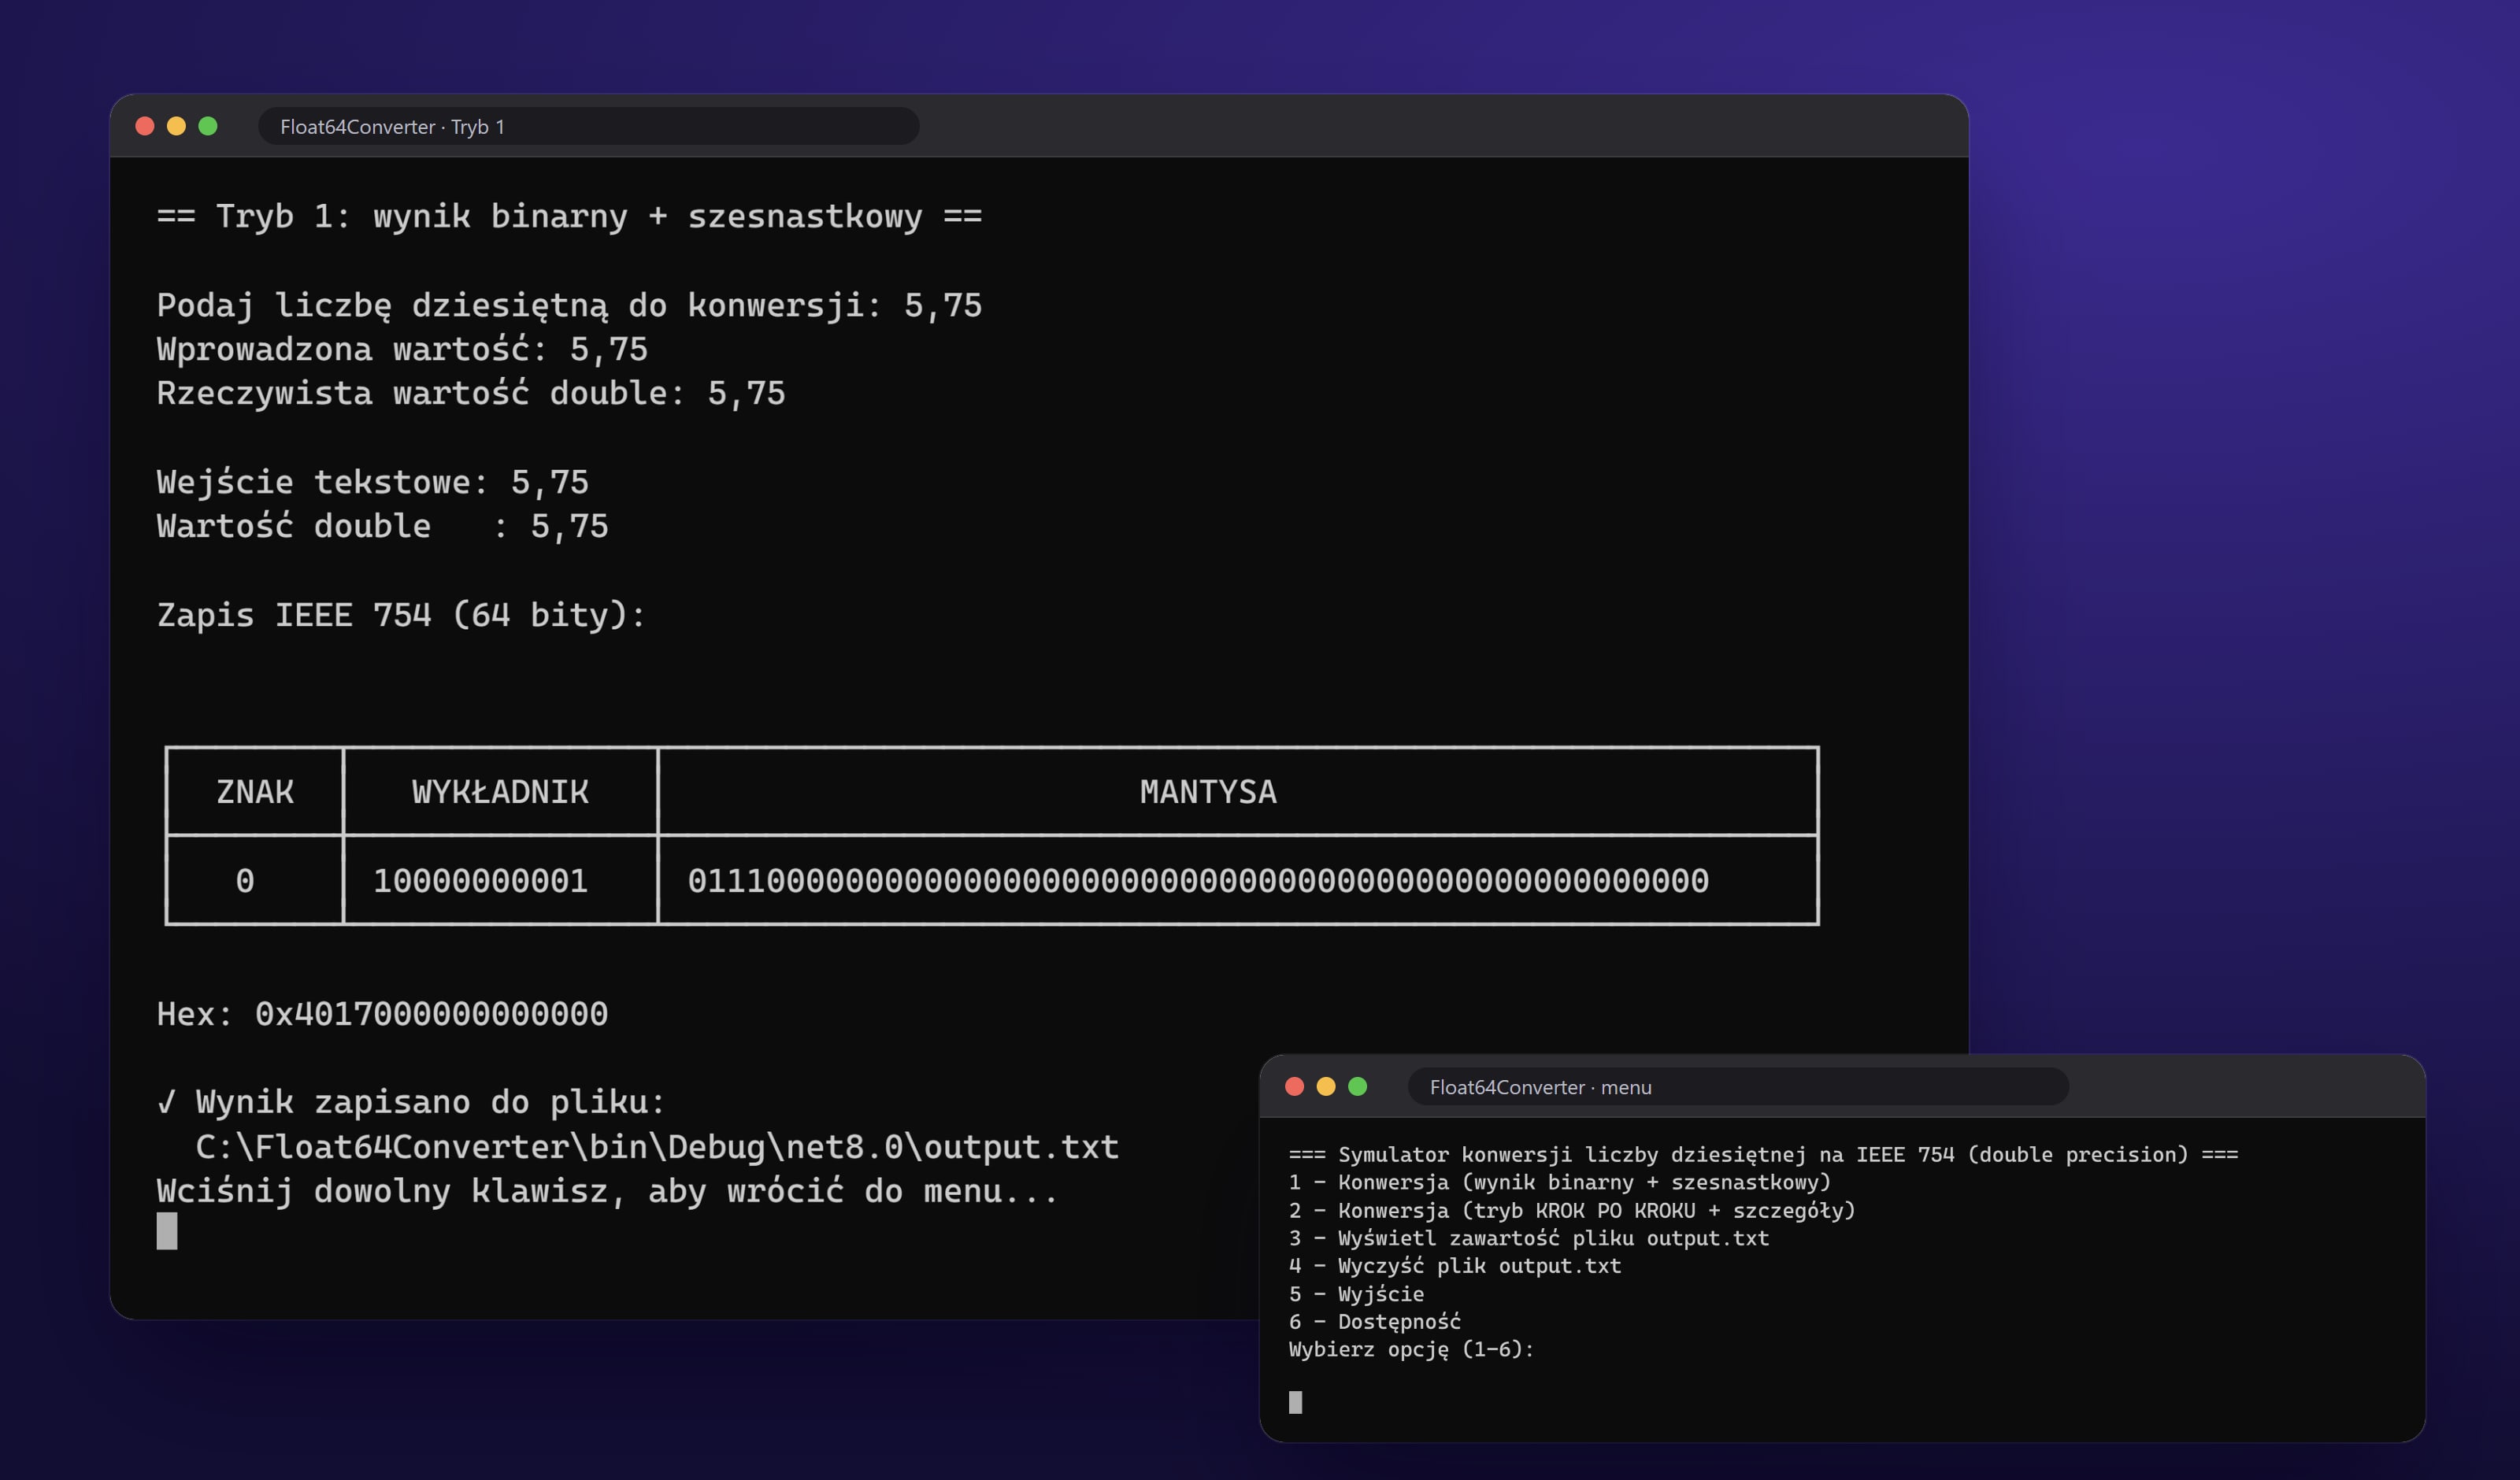 Float64Converter · Tryb 1
== Tryb 1: wynik binarny + szesnastkowy ==
Podaj liczbę dziesiętną do konwersji: 5,75
Wprowadzona wartość: 5,75
Rzeczywista wartość double: 5,75
Wejście tekstowe: 5,75
Wartość double   : 5,75
Zapis IEEE 754 (64 bity):
ZNAK WYKŁADNIK MANTYSA
0 10000000001 0111000000000000000000000000000000000000000000000000
Hex: 0x4017000000000000
√ Wynik zapisano do pliku:
C:\Float64Converter\bin\Debug\net8.0\output.txt
Wciśnij dowolny klawisz, aby wrócić do menu...
Float64Converter · menu
=== Symulator konwersji liczby dziesiętnej na IEEE 754 (double precision) ===
1 - Konwersja (wynik binarny + szesnastkowy)
2 - Konwersja (tryb KROK PO KROKU + szczegóły)
3 - Wyświetl zawartość pliku output.txt
4 - Wyczyść plik output.txt
5 - Wyjście
6 - Dostępność
Wybierz opcję (1-6):